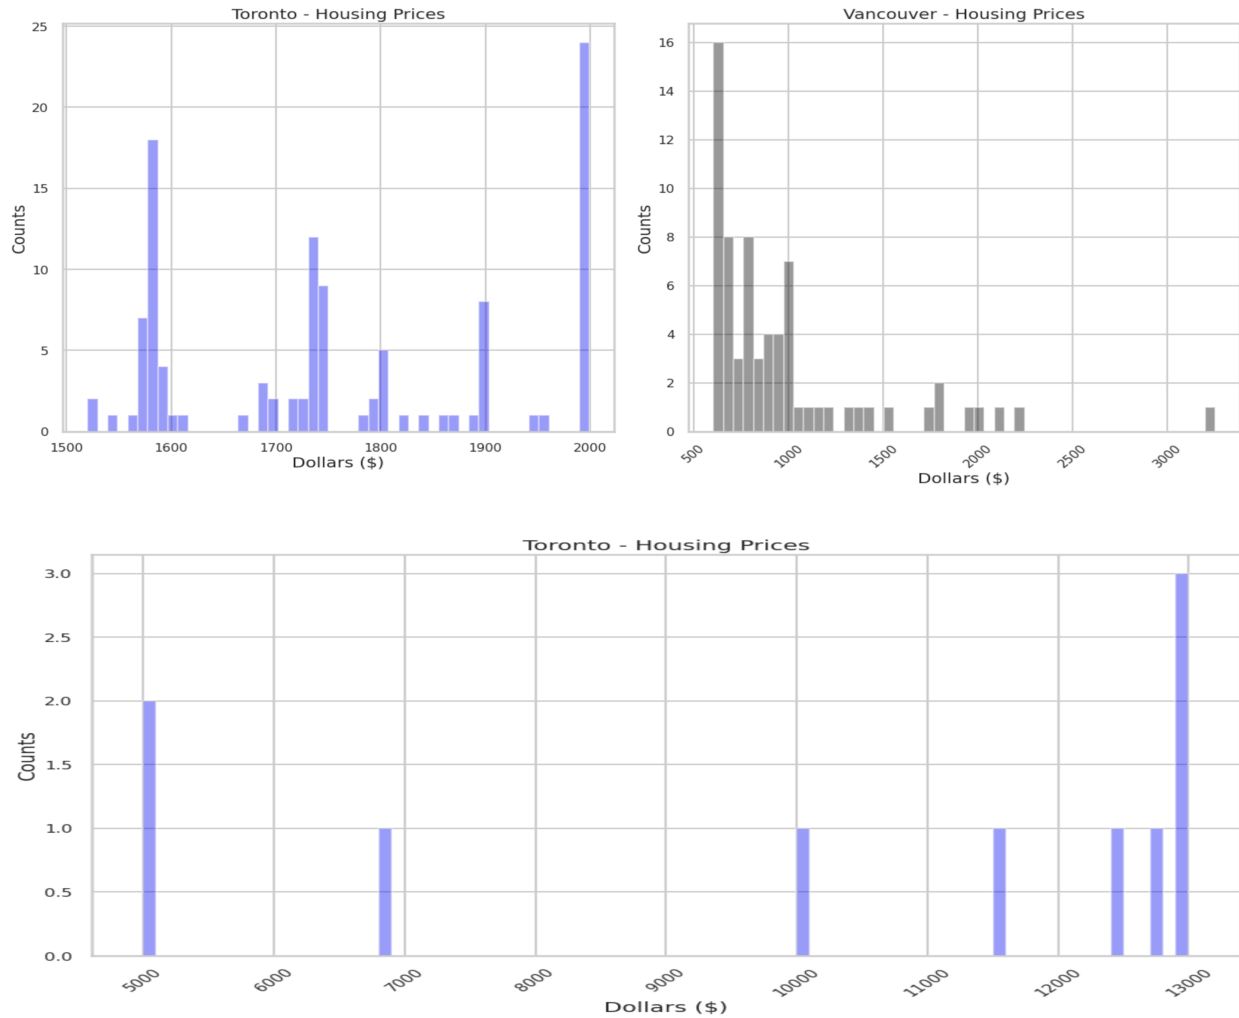 Toronto - Housing Prices
25
20
15
10
5
0
Counts
1500 1600 1700 1800 1900 2000
Dollars ($)
Vancouver - Housing Prices
16
14
12
10
8
6
4
2
0
Counts
500 1000 1500 2000 2500 3000
Dollars ($)
Toronto - Housing Prices
3.0
2.5
2.0
1.5
1.0
0.5
0.0
Counts
5000 6000 7000 8000 9000 10000 11000 12000 13000
Dollars ($)